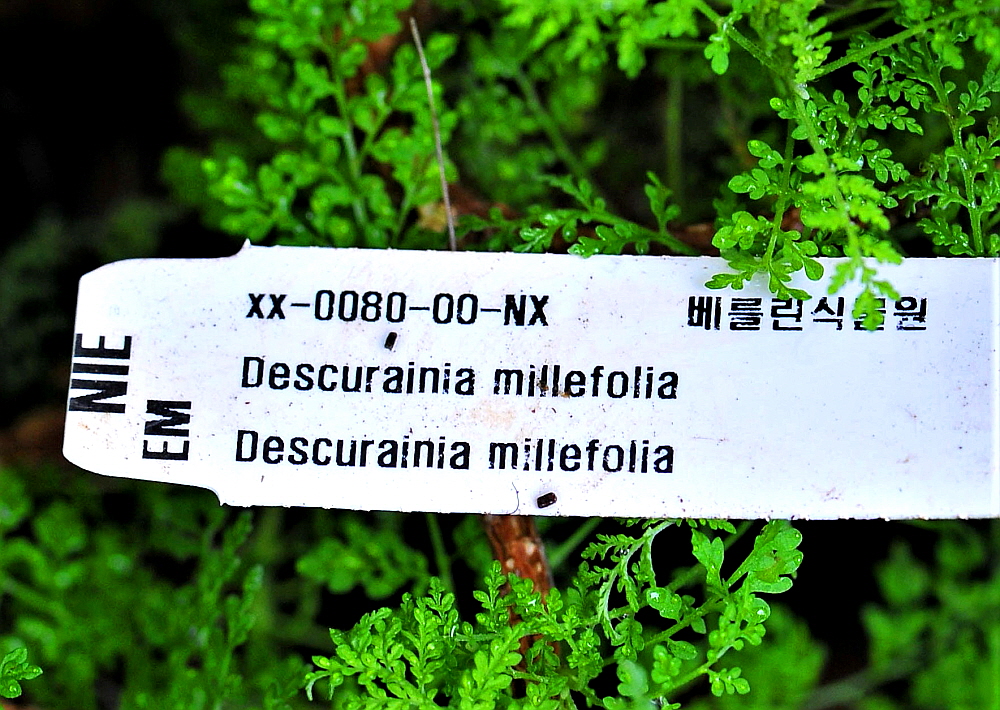 NIE
EM
xx-0080-00-NX
베를린식물원
Descurainia millefolia
Descurainia millefolia